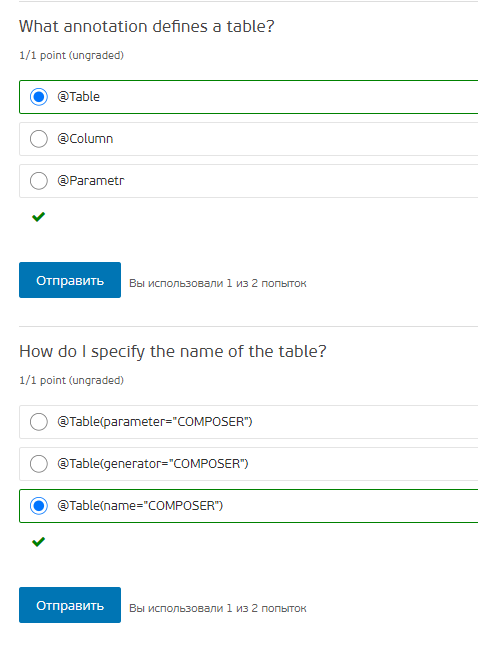 What annotation defines a table?
1/1 point (ungraded)
@Table
@Column
@Parametr
Отправить
Вы использовали 1 из 2 попыток
How do I specify the name of the table?
1/1 point (ungraded)
@Table(parameter="COMPOSER")
@Table(generator="COMPOSER")
@Table(name="COMPOSER")
Отправить
Вы использовали 1 из 2 попыток